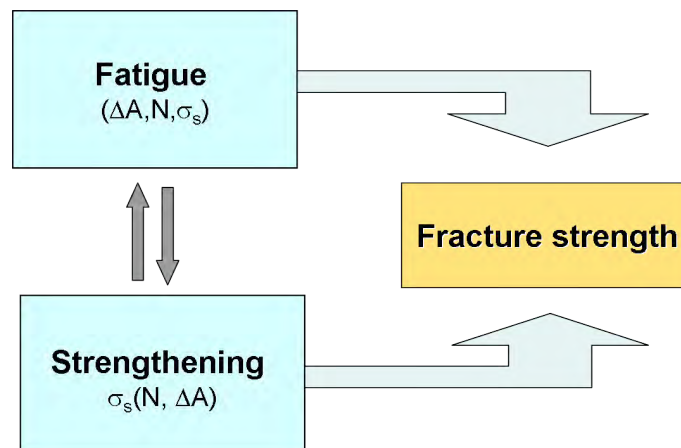 Fatigue
(ΔA,N,σs)
Fracture strength
Strengthening
σs(N, ΔA)